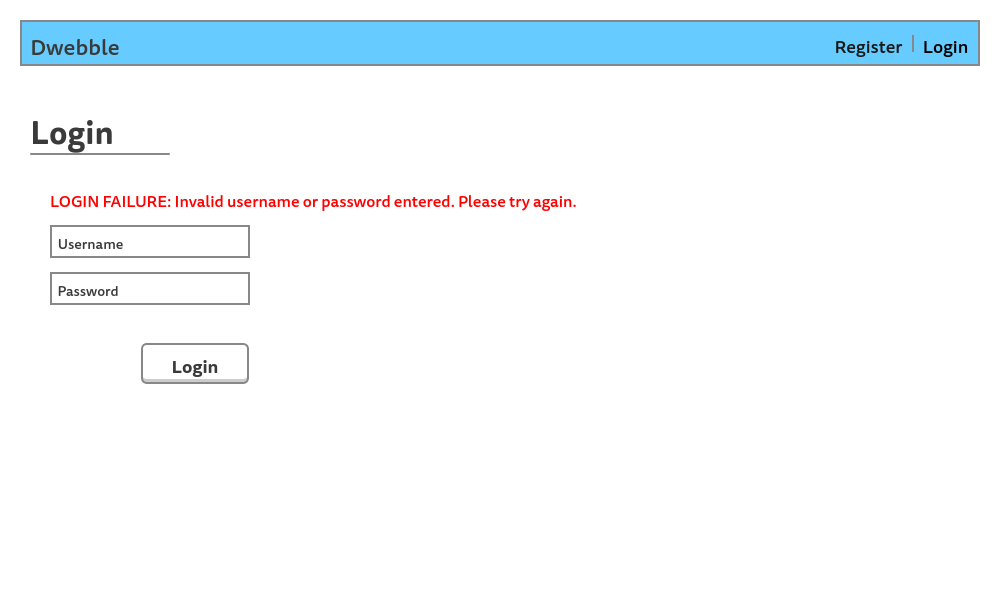 Dwebble
Register | Login
Login
LOGIN FAILURE: Invalid username or password entered. Please try again.
Username
Password
Login